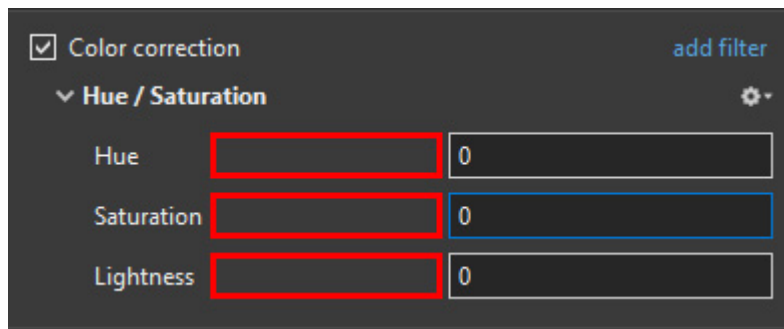 Color correction add filter
Hue / Saturation
Hue 0
Saturation 0
Lightness 0